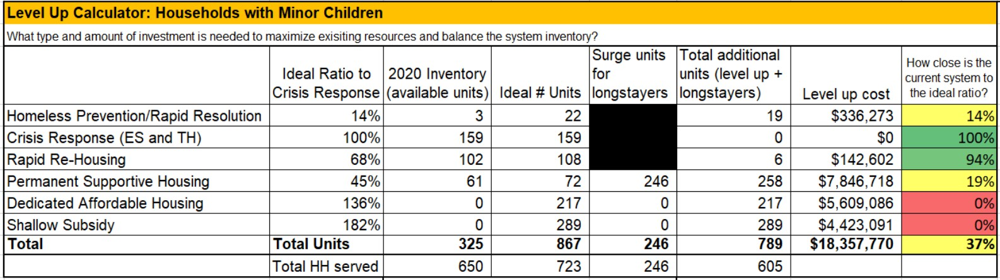 Level Up Calculator: Households with Minor Children
What type and amount of investment is needed to maximize exisiting resources and balance the system inventory?
Ideal Ratio to Crisis Response 2020 Inventory (available units) Ideal # Units Surge units for longstayers Total additional units (level up + longstayers) Level up cost How close is the current system to the ideal ratio?
Homeless Prevention/Rapid Resolution 14% 3 22 19 $336,273 14%
Crisis Response (ES and TH) 100% 159 159 0 $0 100%
Rapid Re-Housing 68% 102 108 6 $142,602 94%
Permanent Supportive Housing 45% 61 72 246 258 $7,846,718 19%
Dedicated Affordable Housing 136% 0 217 0 217 $5,609,086 0%
Shallow Subsidy 182% 0 289 0 289 $4,423,091 0%
Total Total Units 325 867 246 789 $18,357,770 37%
Total HH served 650 723 246 605